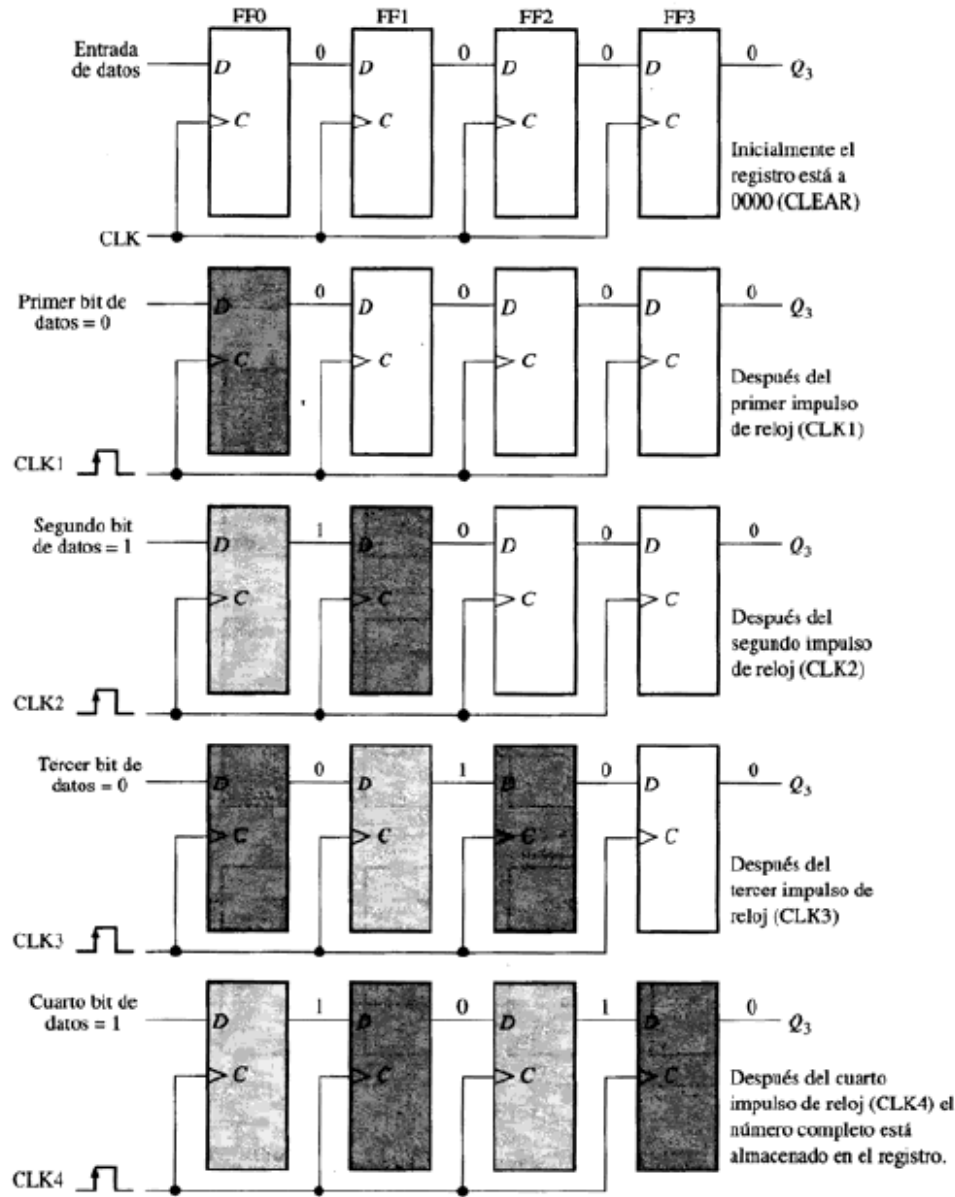 FF0 FF1 FF2 FF3
Entrada
de datos
D 0 D 0 D 0 D 0 Q3
C C C C
Inicialmente el
registro está a
0000 (CLEAR)
CLK
Primer bit de
datos = 0
D 0 D 0 D 0 D 0 Q3
C C C C
Después del
primer impulso
de reloj (CLK1)
CLK1
Segundo bit
de datos = 1
D 1 D 0 D 0 D 0 Q3
C C C C
Después del
segundo impulso
de reloj (CLK2)
CLK2
Tercer bit de
datos = 0
D 0 D 1 D 0 D 0 Q3
C C C C
Después del
tercer impulso de
reloj (CLK3)
CLK3
Cuarto bit de
datos = 1
D 1 D 0 D 1 D 0 Q3
C C C C
Después del cuarto
impulso de reloj (CLK4) el
número completo está
almacenado en el registro.
CLK4